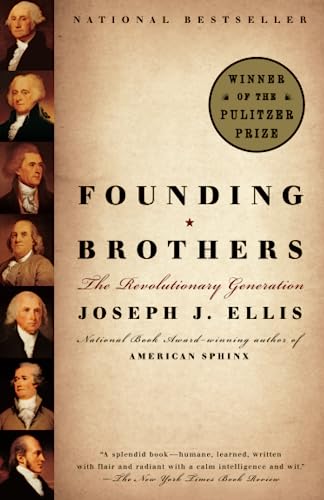 NATIONAL BESTSELLER
WINNER
OF THE
PULITZER
PRIZE
FOUNDING
BROTHERS
The Revolutionary Generation
JOSEPH J. ELLIS
National Book Award–winning author of
AMERICAN SPHINX
"A splendid book—humane, learned, written
with flair and radiant with a calm intelligence and wit."
—The New York Times Book Review